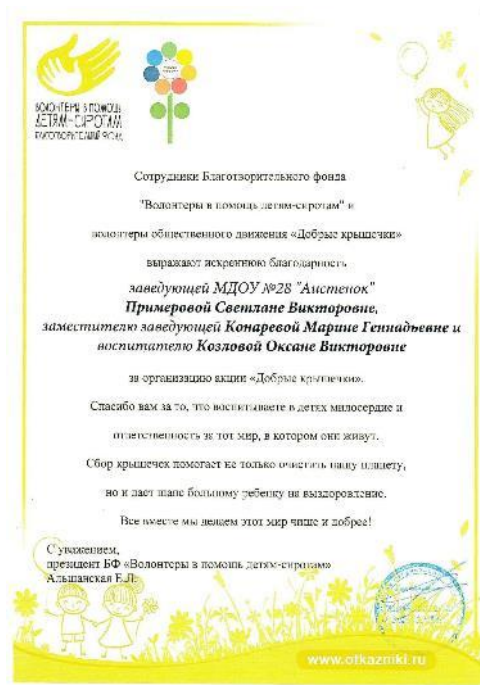 ВОЛОНТЕРЫ В ПОМОЩЬ
ДЕТЯМ-СИРОТАМ
БЛАГОТВОРИТЕЛЬНЫЙ ФОНД
Сотрудники Благотворительного фонда
"Волонтеры в помощь детям-сиротам" и
волонтеры общественного движения «Добрые крышечки»
выражают искреннюю благодарность
заведующей МДОУ №28 "Аистенок"
Примеровой Светлане Викторовне,
заместителю заведующей Конаревой Марине Геннадьевне и
воспитателю Козловой Оксане Викторовне
за организацию акции «Добрые крышечки».
Спасибо вам за то, что воспитываете в детях милосердие и
ответственность за тот мир, в котором они живут.
Сбор крышечек помогает не только очистить нашу планету,
но и дает шанс больному ребенку на выздоровление.
Все вместе мы делаем этот мир чище и добрее!
С уважением,
президент БФ «Волонтеры в помощь детям-сиротам»
Альшанская Е.Л.
www.otkazniki.ru